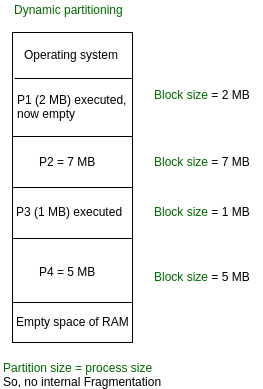 Dynamic partitioning
Operating system
P1 (2 MB) executed,
now empty
Block size = 2 MB
P2 = 7 MB
Block size = 7 MB
P3 (1 MB) executed
Block size = 1 MB
P4 = 5 MB
Block size = 5 MB
Empty space of RAM
Partition size = process size
So, no internal Fragmentation